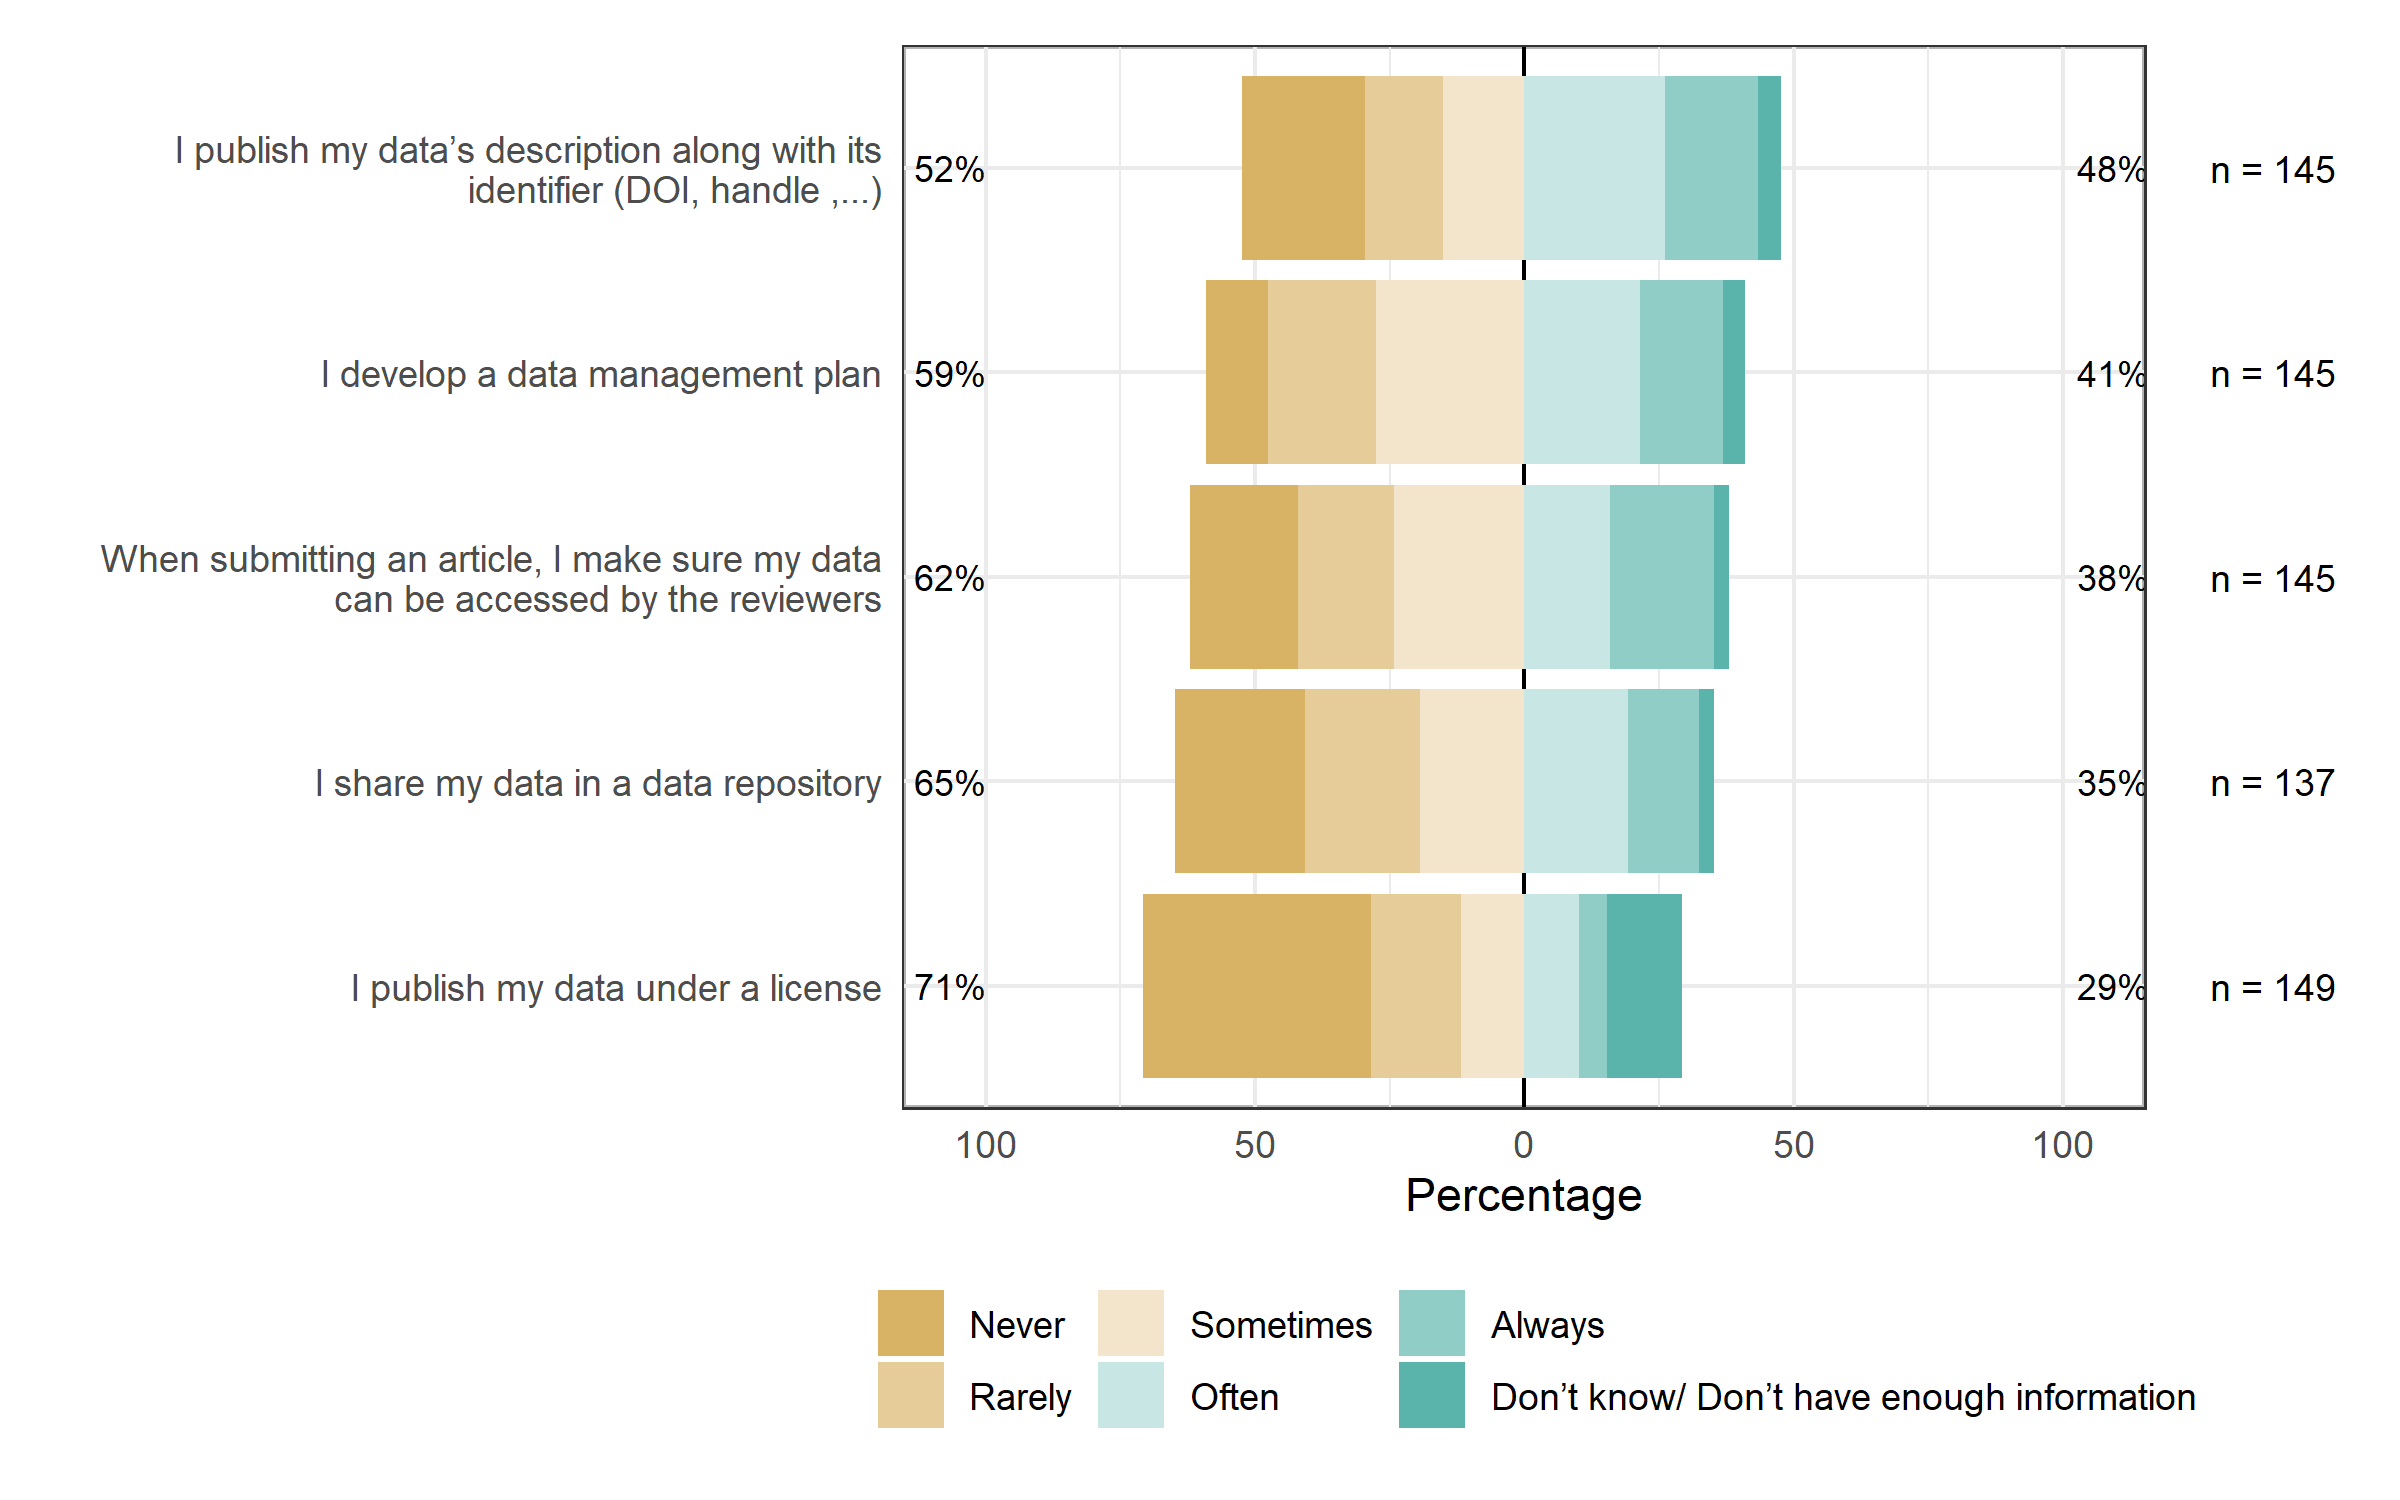 I publish my data’s description along with its
identifier (DOI, handle ,...)
52%
48%
n = 145
I develop a data management plan
59%
41%
n = 145
When submitting an article, I make sure my data
can be accessed by the reviewers
62%
38%
n = 145
I share my data in a data repository
65%
35%
n = 137
I publish my data under a license
71%
29%
n = 149
100 50 0 50 100
Percentage
Never Sometimes Always
Rarely Often Don’t know/ Don’t have enough information